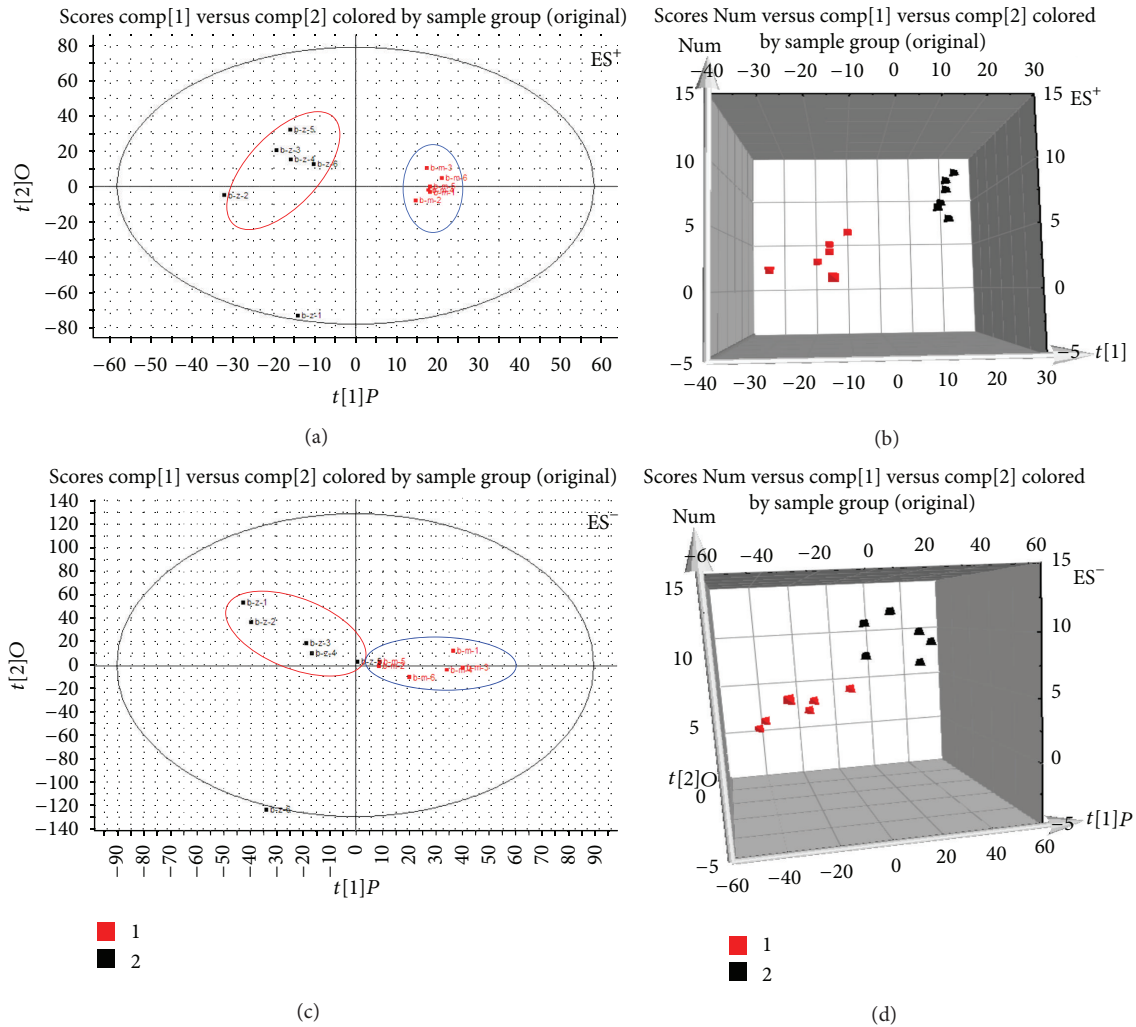 Scores comp[1] versus comp[2] colored by sample group (original)
80
60
40
20
0
−20
−40
−60
−80
t[2]O
ES+
b-z-5
b-z-3
b-z-4
b-z-6
b-z-2
b-z-1
b-m-3
b-m-6
b-m-5
b-m-1
b-m-2
−60 −50 −40 −30 −20 −10 0 10 20 30 40 50 60
t[1]P
(a)
Scores Num versus comp[1] versus comp[2] colored
by sample group (original)
Num
−40 −30 −20 −10 0 10 20 30
15
10
5
0
−5
15
10
5
0
−5
ES+
t[1]
−40 −30 −20 −10 0 10 20 30
(b)
Scores comp[1] versus comp[2] colored by sample group (original)
140
120
100
80
60
40
20
0
−20
−40
−60
−80
−100
−120
−140
t[2]O
ES−
b-z-1
b-z-2
b-z-3
b-z-4
b-m-5
b-m-2
b-m-1
b-m-3
b-m-4
b-m-6
−90 −80 −70 −60 −50 −40 −30 −20 −10 0 10 20 30 40 50 60 70 80 90
t[1]P
1
2
(c)
Scores Num versus comp[1] versus comp[2] colored
by sample group (original)
Num
−60 −40 −20 0 20 40 60
15
10
5
0
−5
15
10
5
0
−5
ES−
t[2]O
t[1]P
−60 −40 −20 0 20 40 60
1
2
(d)